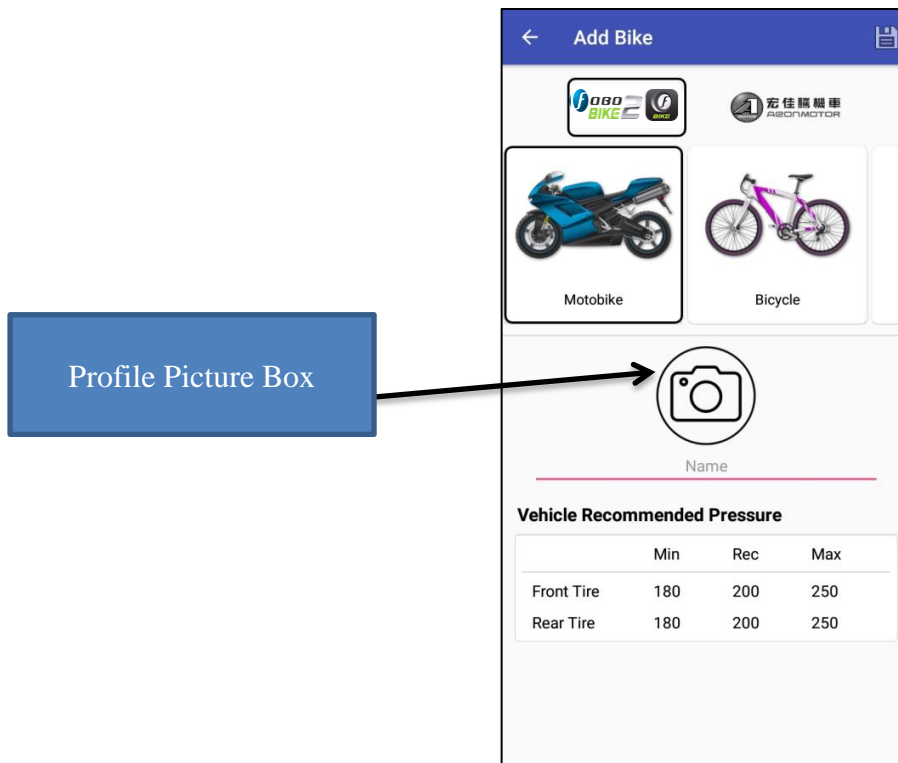 Add Bike
FOBO
BIKE 2
BIKE
宏佳騰機車
AEONMOTOR
Motobike
Bicycle
Profile Picture Box
Name
Vehicle Recommended Pressure
Min Rec Max
Front Tire 180 200 250
Rear Tire 180 200 250